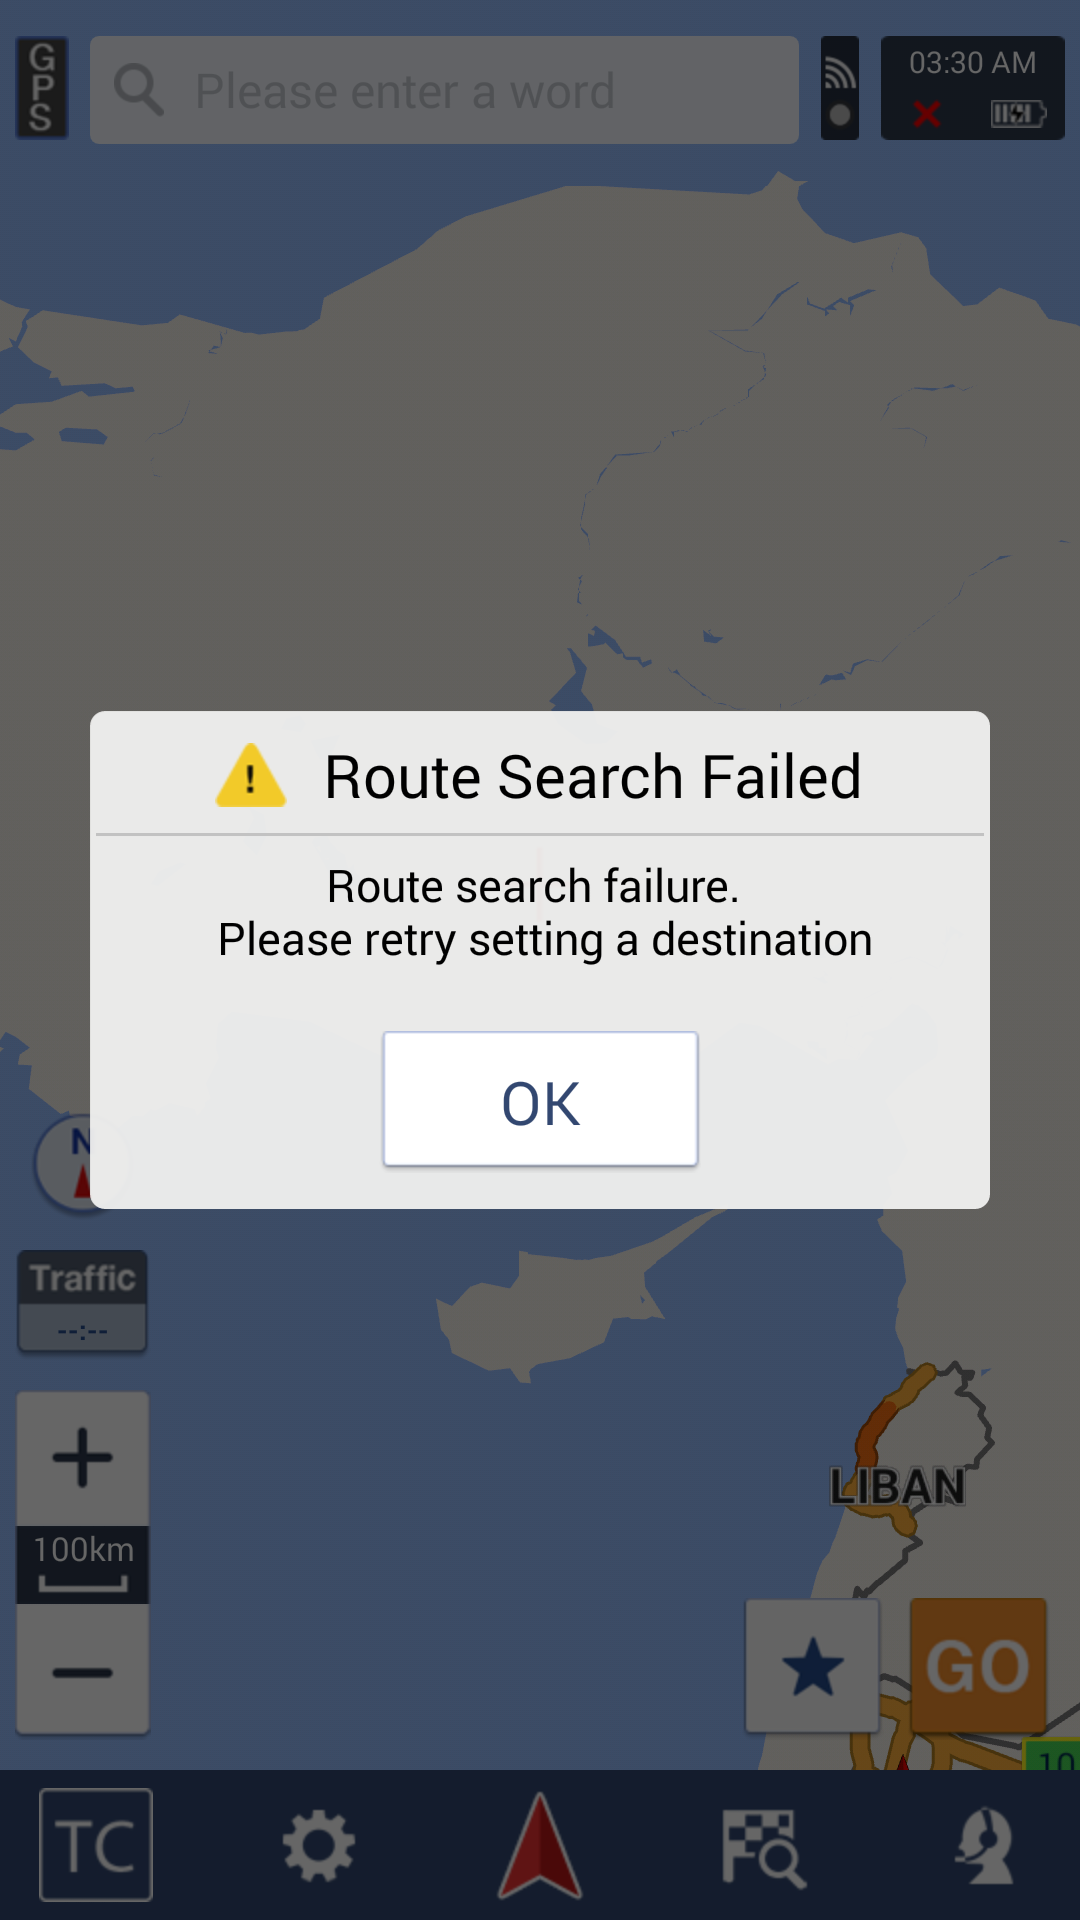 GPS
Please enter a word
03:30 AM
Route Search Failed
Route search failure.
Please retry setting a destination
OK
N
Traffic
--:--
100km
LIBAN
GO
10
TC